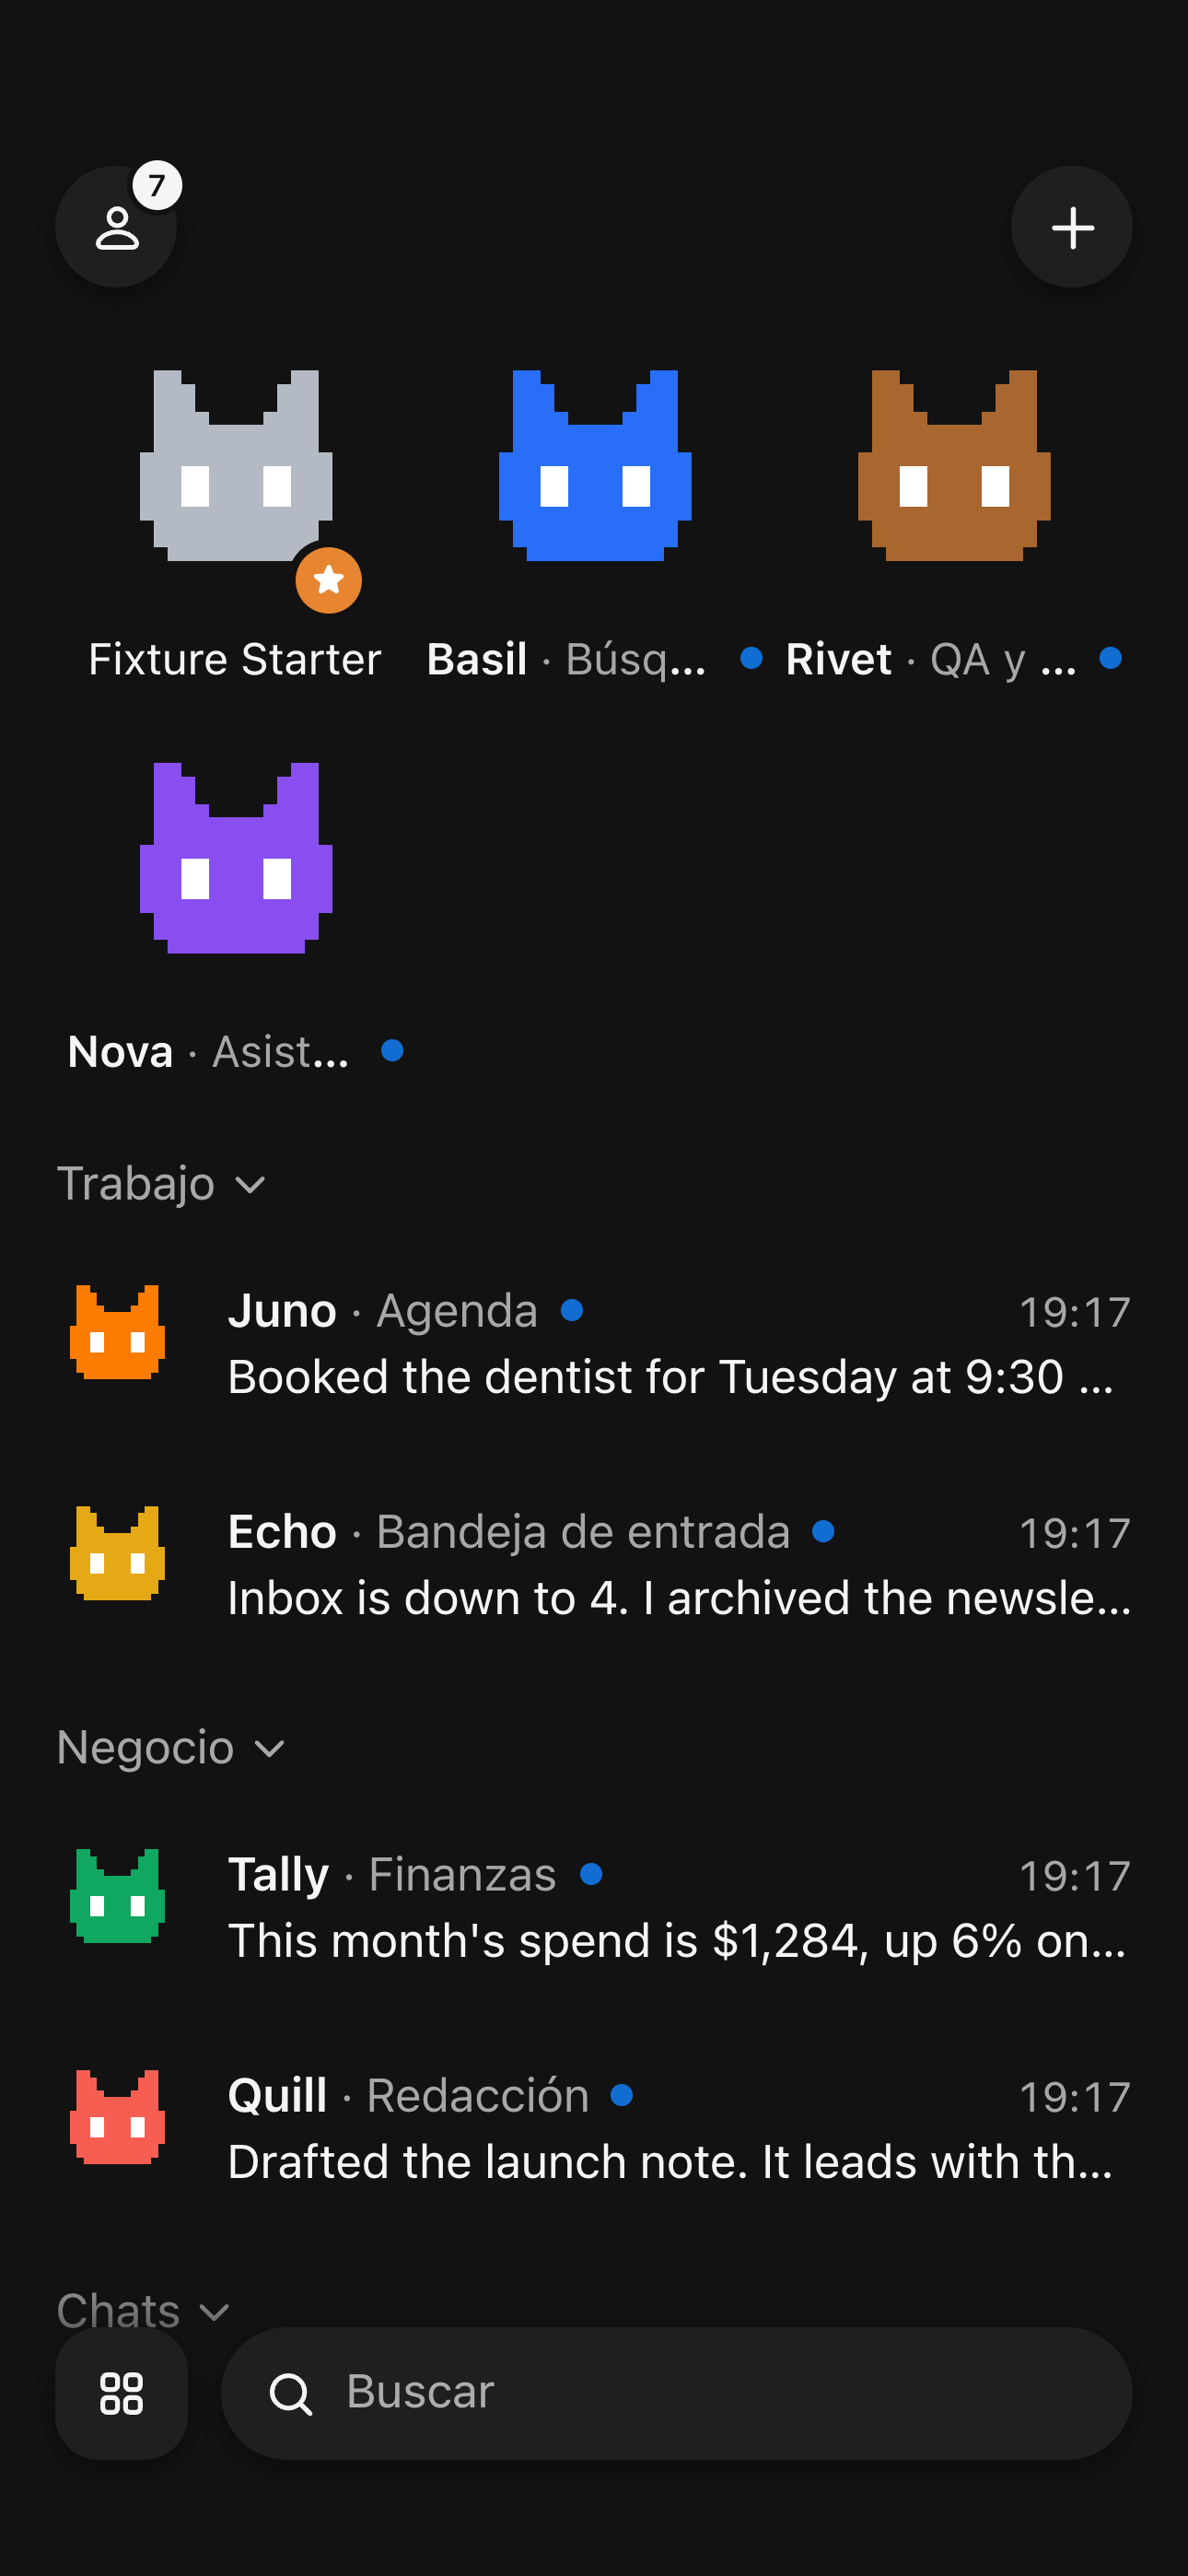 7
Fixture Starter
Basil · Búsq...
Rivet · QA y ...
Nova · Asist...
Trabajo
Juno · Agenda 19:17
Booked the dentist for Tuesday at 9:30 ...
Echo · Bandeja de entrada 19:17
Inbox is down to 4. I archived the newsle...
Negocio
Tally · Finanzas 19:17
This month's spend is $1,284, up 6% on...
Quill · Redacción 19:17
Drafted the launch note. It leads with th...
Chats
Buscar